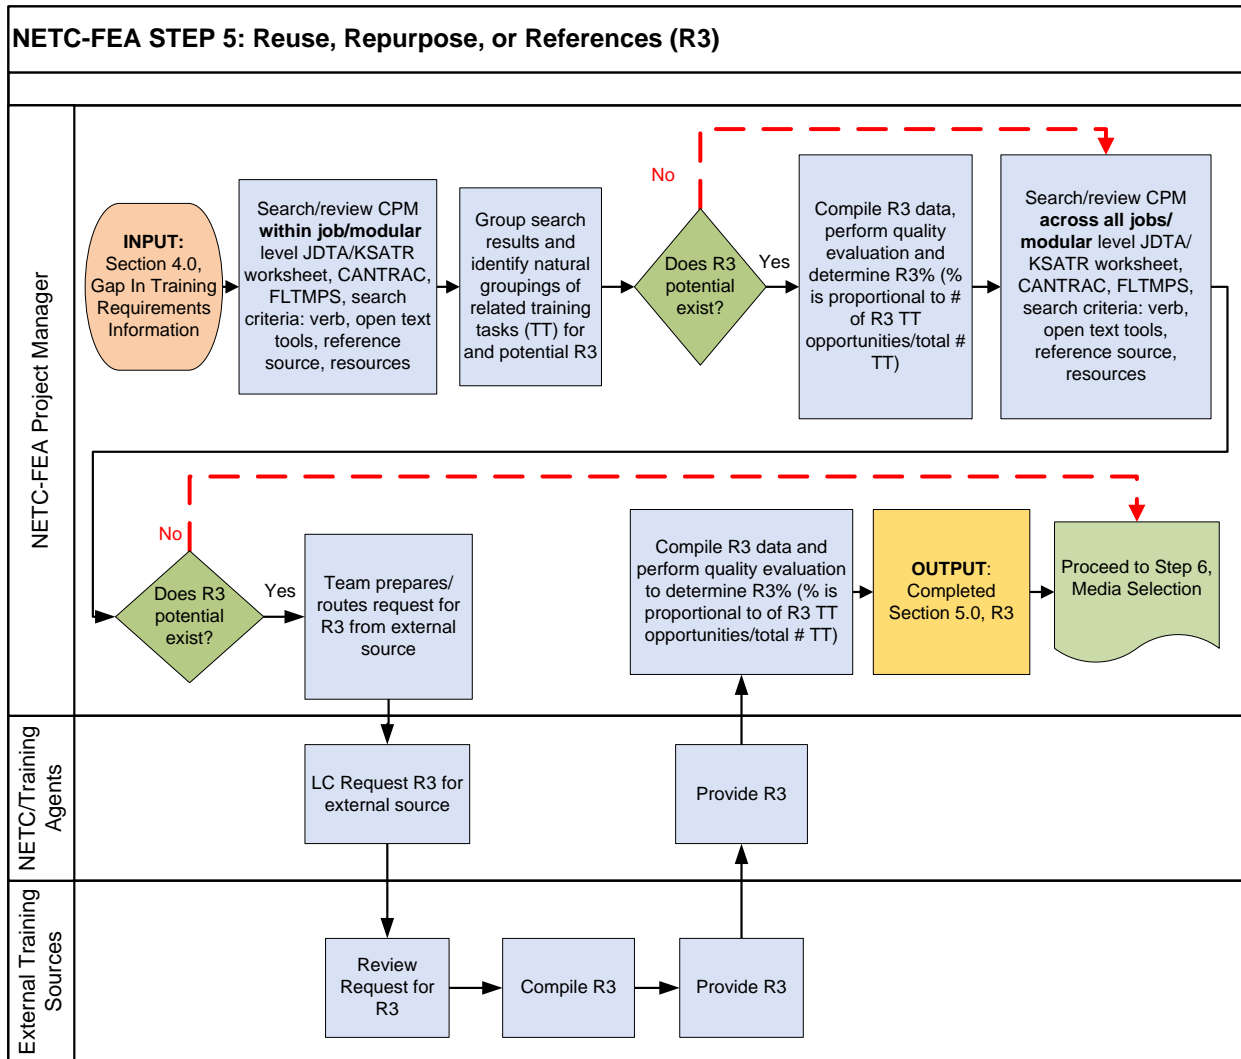 NETC-FEA STEP 5: Reuse, Repurpose, or References (R3)
NETC-FEA Project Manager
INPUT:
Section 4.0,
Gap In Training
Requirements
Information
Search/review CPM
within job/modular
level JDTA/KSATR
worksheet, CANTRAC,
FLTMPS, search
criteria: verb, open text
tools, reference
source, resources
Group search
results and
identify natural
groupings of
related training
tasks (TT) for
and potential R3
No
Does R3
potential
exist?
Yes
Compile R3 data,
perform quality
evaluation and
determine R3% (%
is proportional to #
of R3 TT
opportunities/total #
TT)
Search/review CPM
across all jobs/
modular level JDTA/
KSATR worksheet,
CANTRAC, FLTMPS,
search criteria: verb,
open text tools,
reference source,
resources
No
Does R3
potential
exist?
Yes
Team prepares/
routes request for
R3 from external
source
Compile R3 data and
perform quality evaluation
to determine R3% (% is
proportional to of R3 TT
opportunities/total # TT)
OUTPUT:
Completed
Section 5.0, R3
Proceed to Step 6,
Media Selection
NETC/Training
Agents
LC Request R3 for
external source
Provide R3
External Training
Sources
Review
Request for
R3
Compile R3
Provide R3